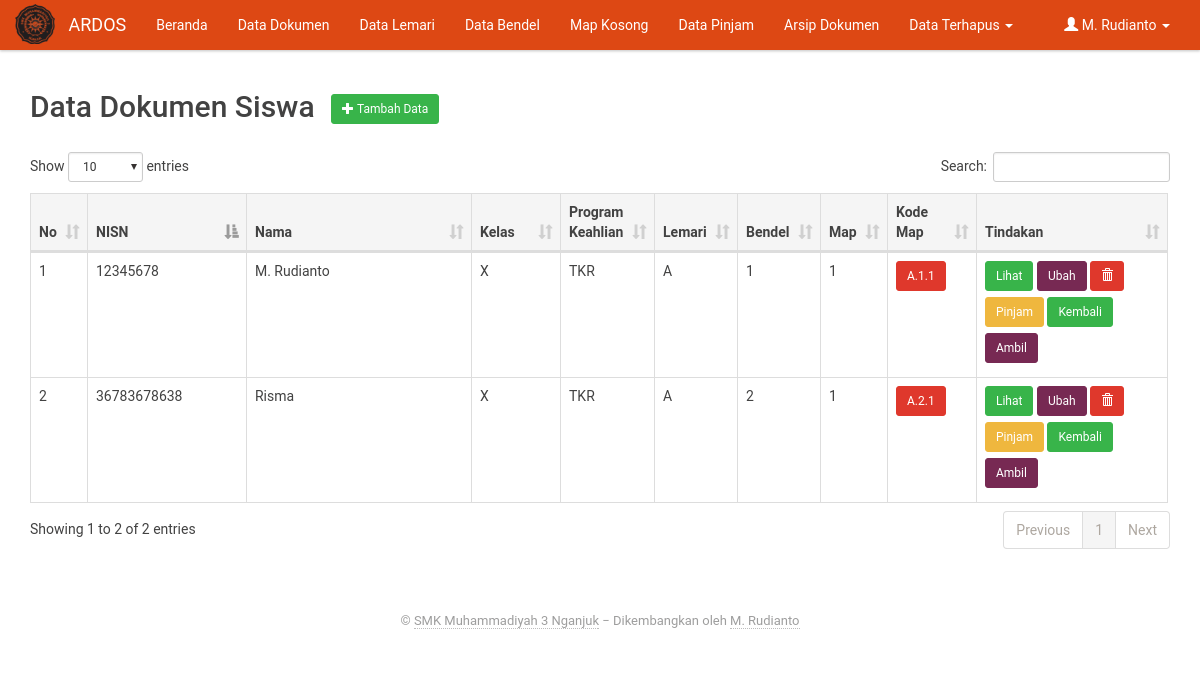 ARDOS Beranda Data Dokumen Data Lemari Data Bendel Map Kosong Data Pinjam Arsip Dokumen Data Terhapus M. Rudianto
Data Dokumen Siswa Tambah Data
Show 10 entries Search:
No NISN Nama Kelas Program Keahlian Lemari Bendel Map Kode Map Tindakan
1 12345678 M. Rudianto X TKR A 1 1 A.1.1 Lihat Ubah
Pinjam Kembali
Ambil
2 36783678638 Risma X TKR A 2 1 A.2.1 Lihat Ubah
Pinjam Kembali
Ambil
Showing 1 to 2 of 2 entries Previous 1 Next
© SMK Muhammadiyah 3 Nganjuk – Dikembangkan oleh M. Rudianto